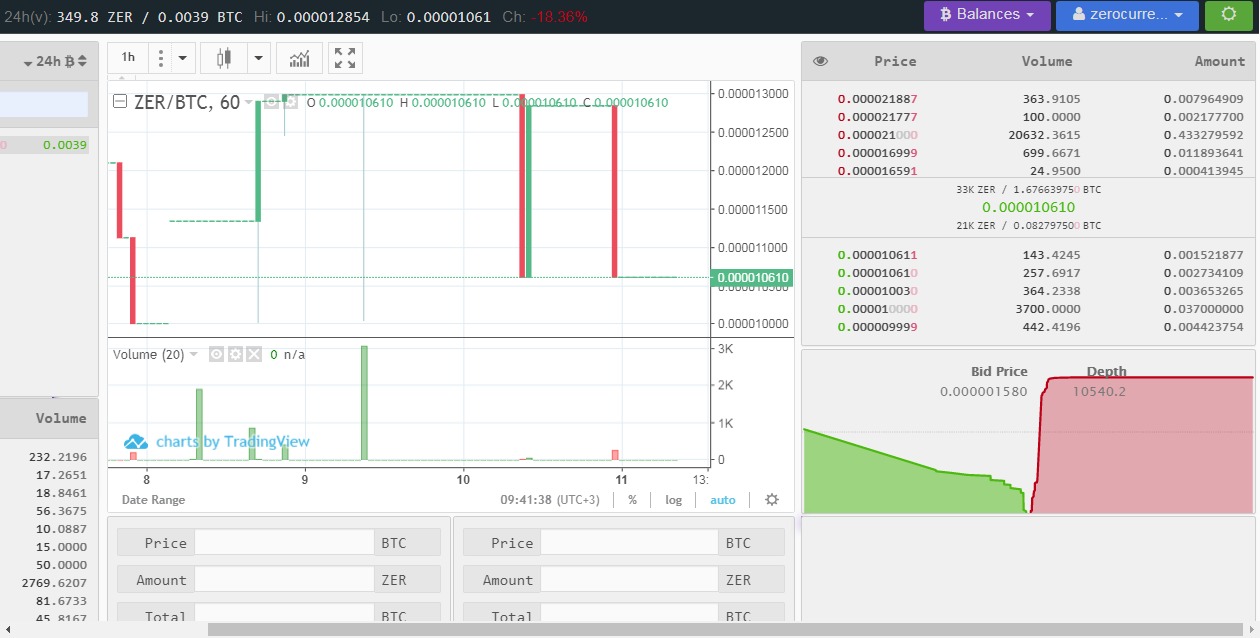 24h(v): 349.8 ZER / 0.0039 BTC Hi: 0.000012854 Lo: 0.00001061 Ch: -18.36%
Balances
zerocurre...
24h
0.0039
Volume
232.2196
17.2651
18.8461
56.3675
10.0887
15.0000
50.0000
2769.6207
81.6733
45.8167
1h
ZER/BTC, 60
O 0.000010610 H 0.000010610 L 0.000010610 C 0.000010610
0.000013000
0.000012500
0.000012000
0.000011500
0.000011000
0.000010610
0.000010500
0.000010000
Volume (20) 0 n/a
3K
2K
1K
0
charts by TradingView
8 9 10 11 13:
Date Range 09:41:38 (UTC+3) % log auto
Price BTC
Amount ZER
Total BTC
Price BTC
Amount ZER
Total BTC
Price Volume Amount
0.000021887 363.9105 0.007964909
0.000021777 100.0000 0.002177700
0.000021000 20632.3615 0.433279592
0.000016999 699.6671 0.011893641
0.000016591 24.9500 0.000413945
33K ZER / 1.676639750 BTC
0.000010610
21K ZER / 0.082797500 BTC
0.000010611 143.4245 0.001521877
0.000010610 257.6917 0.002734109
0.000010030 364.2338 0.003653265
0.000010000 3700.0000 0.037000000
0.000009999 442.4196 0.004423754
Bid Price Depth
0.000001580 10540.2